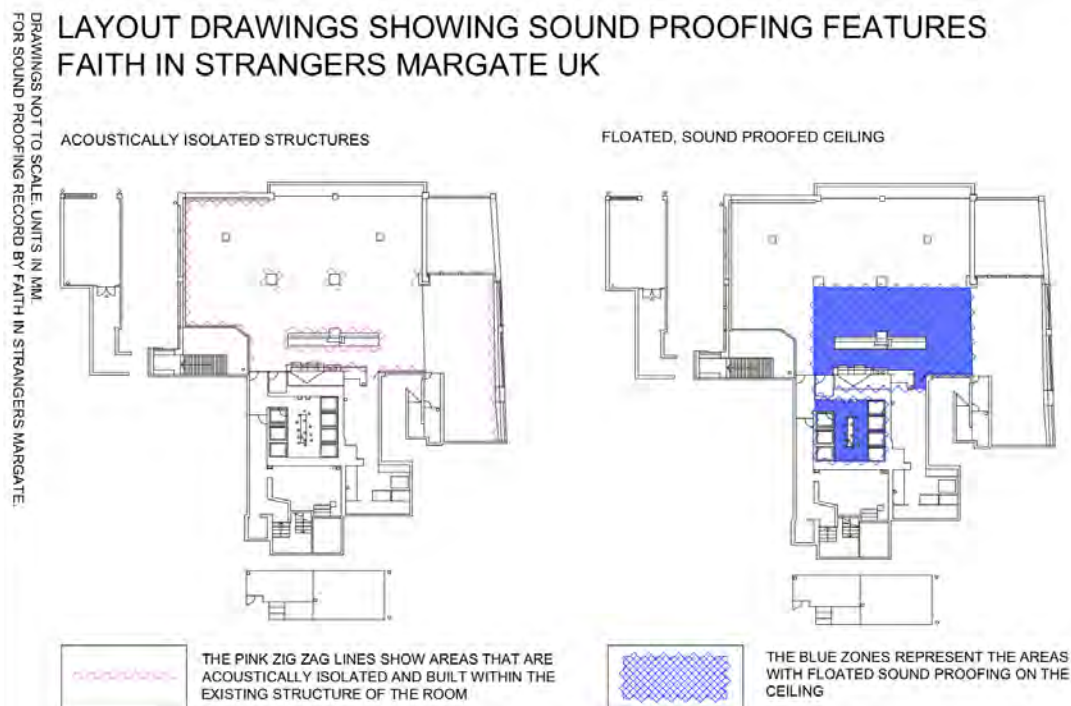 LAYOUT DRAWINGS SHOWING SOUND PROOFING FEATURES
FAITH IN STRANGERS MARGATE UK
DRAWINGS NOT TO SCALE. UNITS IN MM.
FOR SOUND PROOFING RECORD BY FAITH IN STRANGERS MARGATE.
ACOUSTICALLY ISOLATED STRUCTURES
FLOATED, SOUND PROOFED CEILING
THE PINK ZIG ZAG LINES SHOW AREAS THAT ARE
ACOUSTICALLY ISOLATED AND BUILT WITHIN THE
EXISTING STRUCTURE OF THE ROOM
THE BLUE ZONES REPRESENT THE AREAS
WITH FLOATED SOUND PROOFING ON THE
CEILING